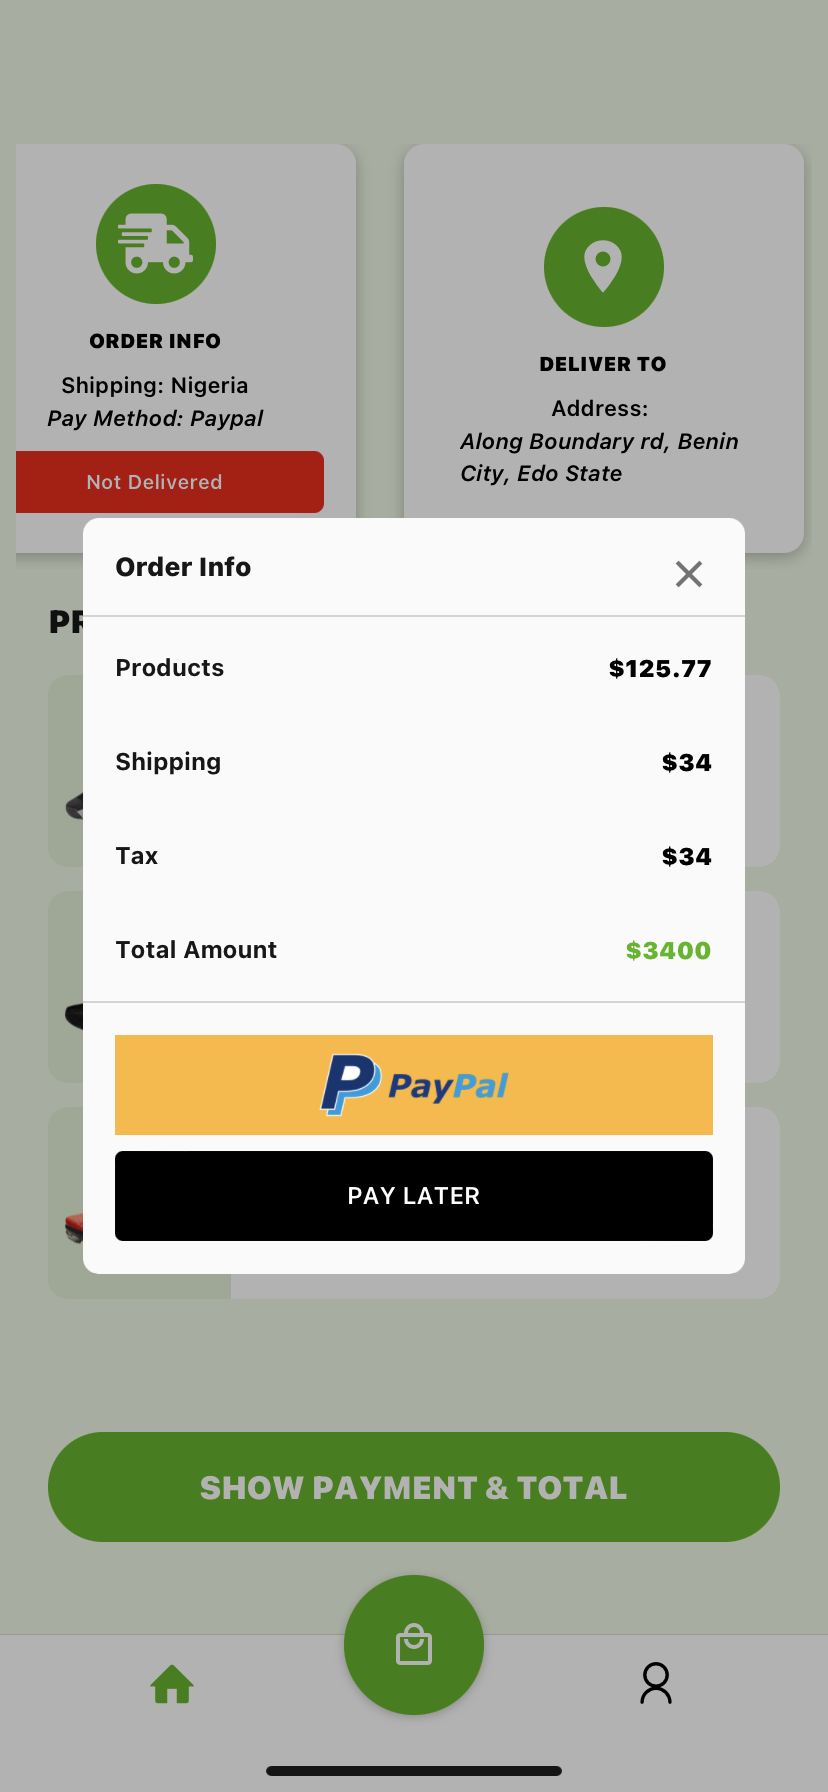 ORDER INFO
Shipping: Nigeria
Pay Method: Paypal
Not Delivered
DELIVER TO
Address:
Along Boundary rd, Benin
City, Edo State
Order Info
Products $125.77
Shipping $34
Tax $34
Total Amount $3400
PayPal
PAY LATER
SHOW PAYMENT & TOTAL